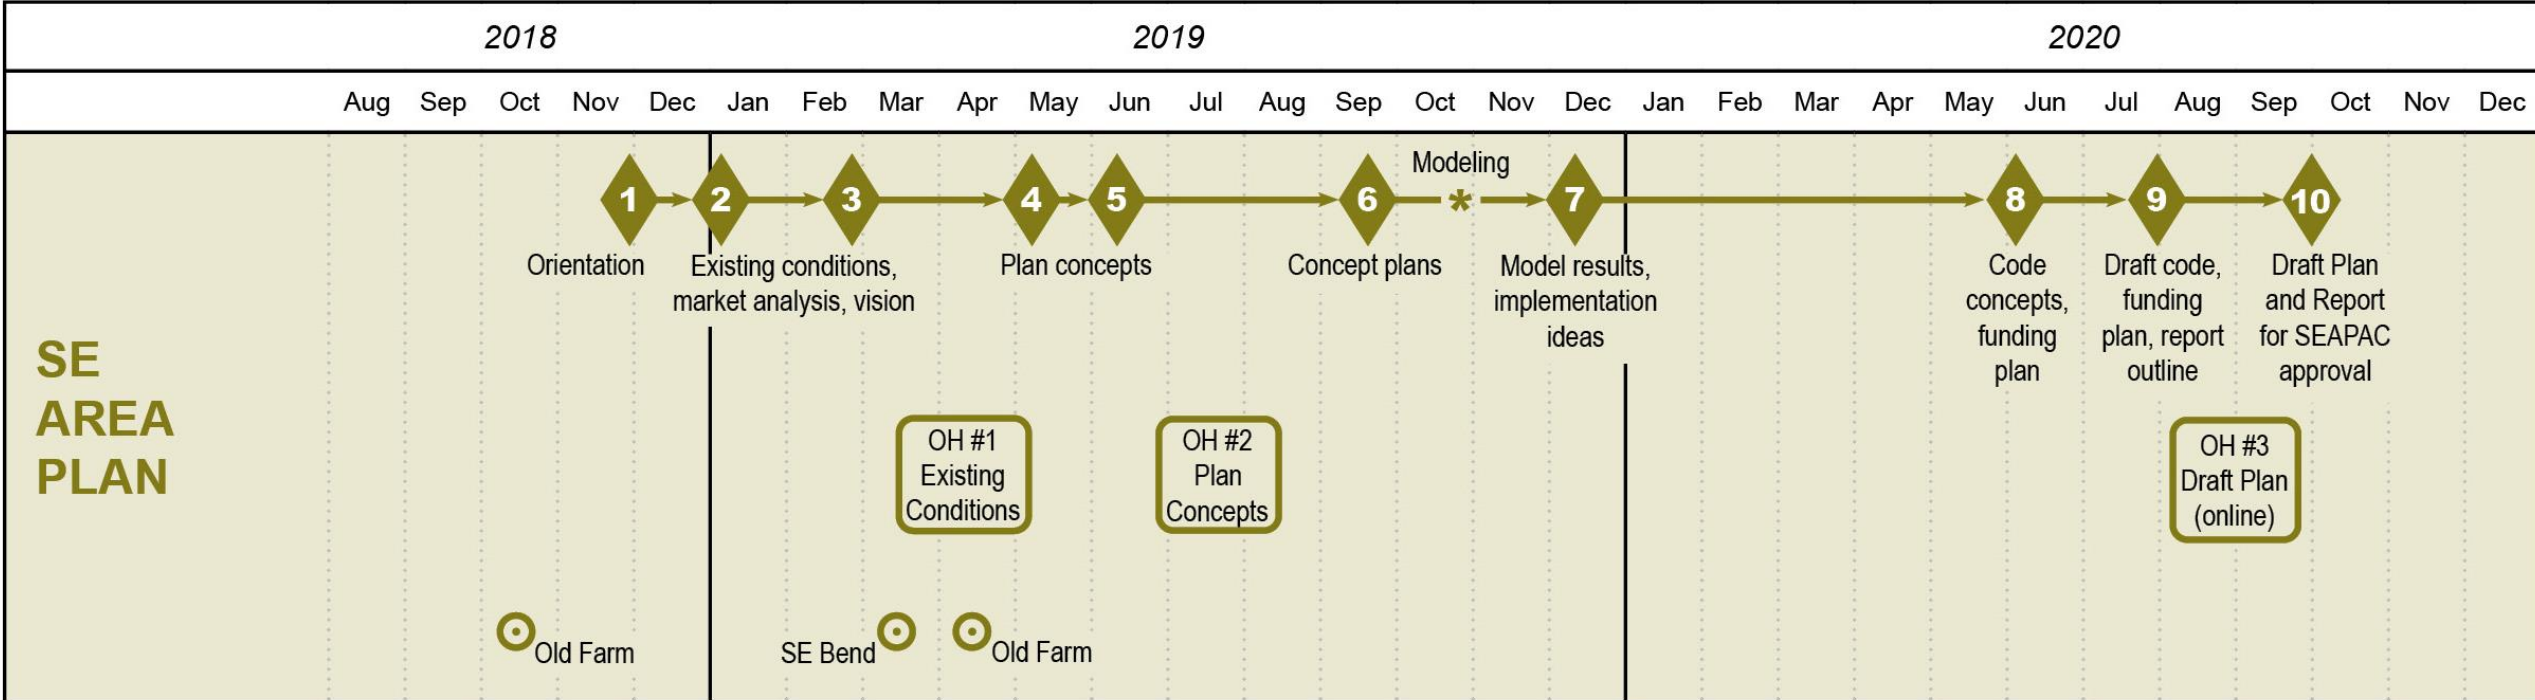 2018 2019 2020
Aug Sep Oct Nov Dec Jan Feb Mar Apr May Jun Jul Aug Sep Oct Nov Dec Jan Feb Mar Apr May Jun Jul Aug Sep Oct Nov Dec
Modeling
1 2 3 4 5 6 * 7 8 9 10
Orientation
Existing conditions,
market analysis, vision
Plan concepts
Concept plans
Model results,
implementation
ideas
Code
concepts,
funding
plan
Draft code,
funding
plan, report
outline
Draft Plan
and Report
for SEAPAC
approval
SE
AREA
PLAN
OH #1
Existing
Conditions
OH #2
Plan
Concepts
OH #3
Draft Plan
(online)
Old Farm
SE Bend
Old Farm